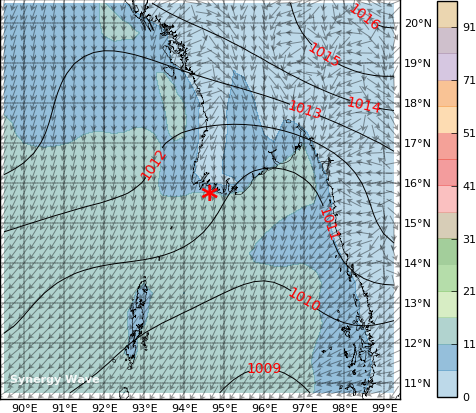 1016
1015
1014
1013
1012
1011
1010
1009
20°N
19°N
18°N
17°N
16°N
15°N
14°N
13°N
12°N
11°N
90°E
91°E
92°E
93°E
94°E
95°E
96°E
97°E
98°E
99°E
91
71
51
41
31
21
11
0
Synergy Wave